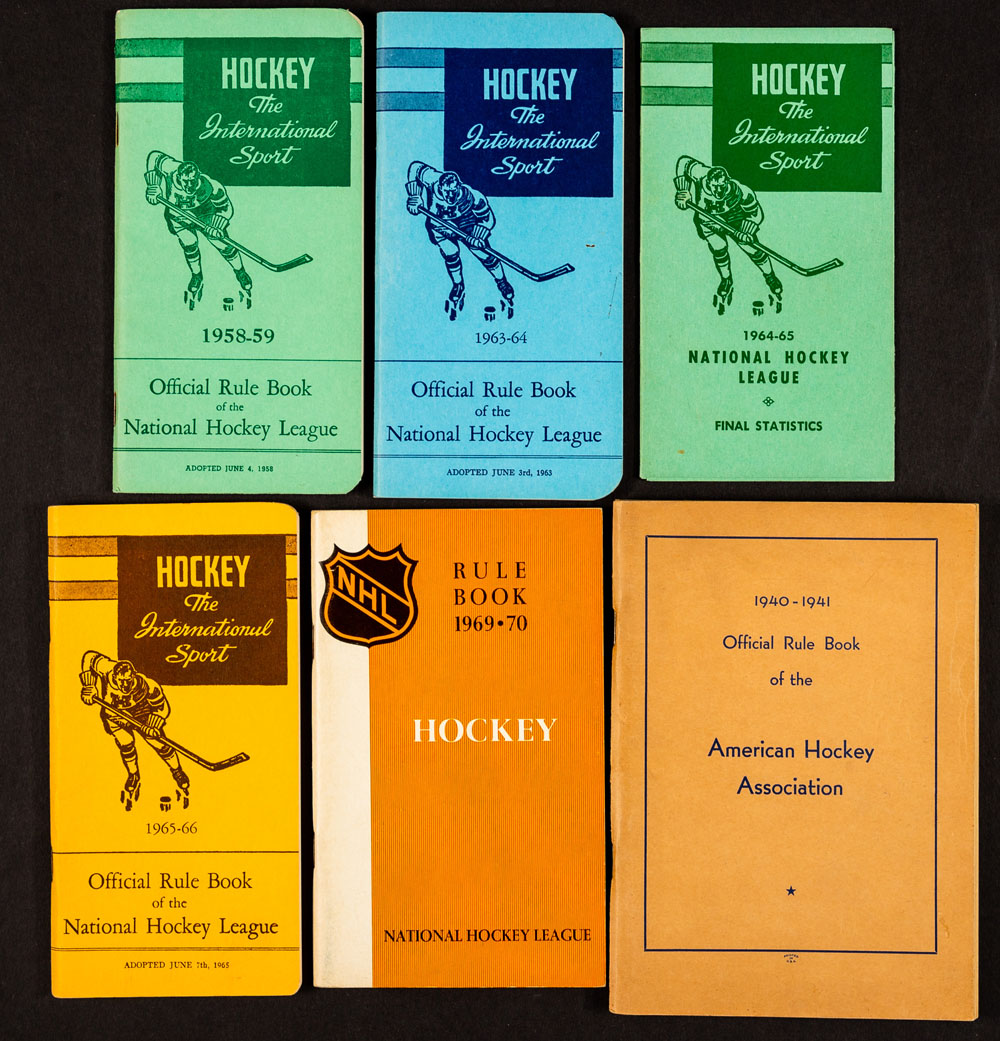 HOCKEY
The
International
Sport
1958-59
Official Rule Book
of the
National Hockey League
ADOPTED JUNE 4, 1958
HOCKEY
The
International
Sport
1963-64
Official Rule Book
of the
National Hockey League
ADOPTED JUNE 3rd, 1963
HOCKEY
The
International
Sport
1964-65
NATIONAL HOCKEY
LEAGUE
FINAL STATISTICS
HOCKEY
The
International
Sport
1965-66
Official Rule Book
of the
National Hockey League
ADOPTED JUNE 7th, 1965
NHL
RULE
BOOK
1969•70
HOCKEY
NATIONAL HOCKEY LEAGUE
1940-1941
Official Rule Book
of the
American Hockey
Association